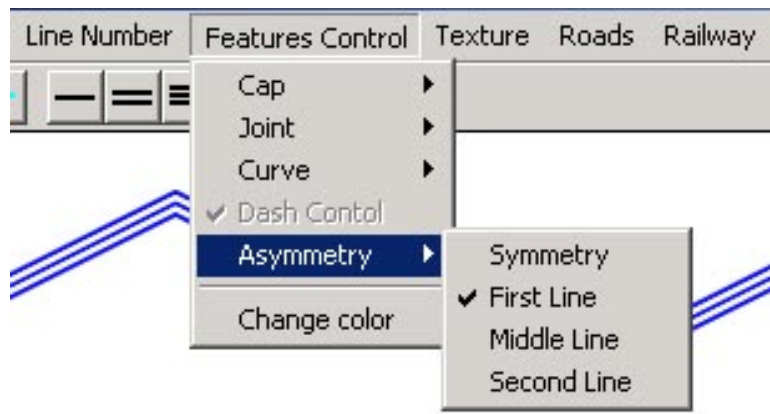 Line Number Features Control Texture Roads Railway
Cap
Joint
Curve
Dash Contol
Asymmetry
Change color
Symmetry
First Line
Middle Line
Second Line